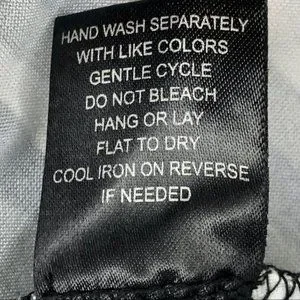 HAND WASH SEPARATELY
WITH LIKE COLORS
GENTLE CYCLE
DO NOT BLEACH
HANG OR LAY
FLAT TO DRY
COOL IRON ON REVERSE
IF NEEDED